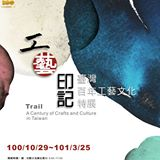 工藝
印記
臺灣
百年工藝文化
特展
Trail
A Century of Crafts and Culture
in Taiwan
100/10/29~101/3/25